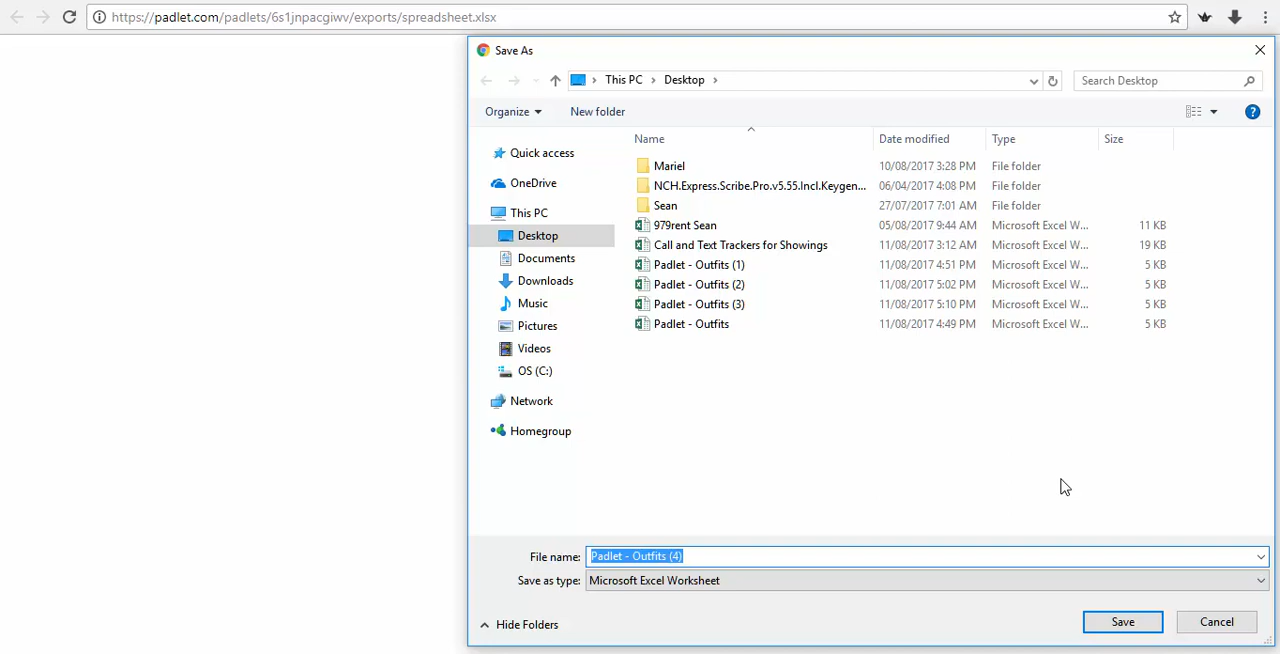 https://padlet.com/padlets/6s1jnpacgiwv/exports/spreadsheet.xlsx
Save As
This PC > Desktop >
Search Desktop
Organize
New folder
Name Date modified Type Size
Quick access
OneDrive
This PC
Desktop
Documents
Downloads
Music
Pictures
Videos
OS (C:)
Network
Homegroup
Mariel 10/08/2017 3:28 PM File folder
NCH.Express.Scribe.Pro.v5.55.Incl.Keygen... 06/04/2017 4:08 PM File folder
Sean 27/07/2017 7:01 AM File folder
979rent Sean 05/08/2017 9:44 AM Microsoft Excel W... 11 KB
Call and Text Trackers for Showings 11/08/2017 3:12 AM Microsoft Excel W... 19 KB
Padlet - Outfits (1) 11/08/2017 4:51 PM Microsoft Excel W... 5 KB
Padlet - Outfits (2) 11/08/2017 5:02 PM Microsoft Excel W... 5 KB
Padlet - Outfits (3) 11/08/2017 5:10 PM Microsoft Excel W... 5 KB
Padlet - Outfits 11/08/2017 4:49 PM Microsoft Excel W... 5 KB
File name: Padlet - Outfits (4)
Save as type: Microsoft Excel Worksheet
Hide Folders
Save
Cancel